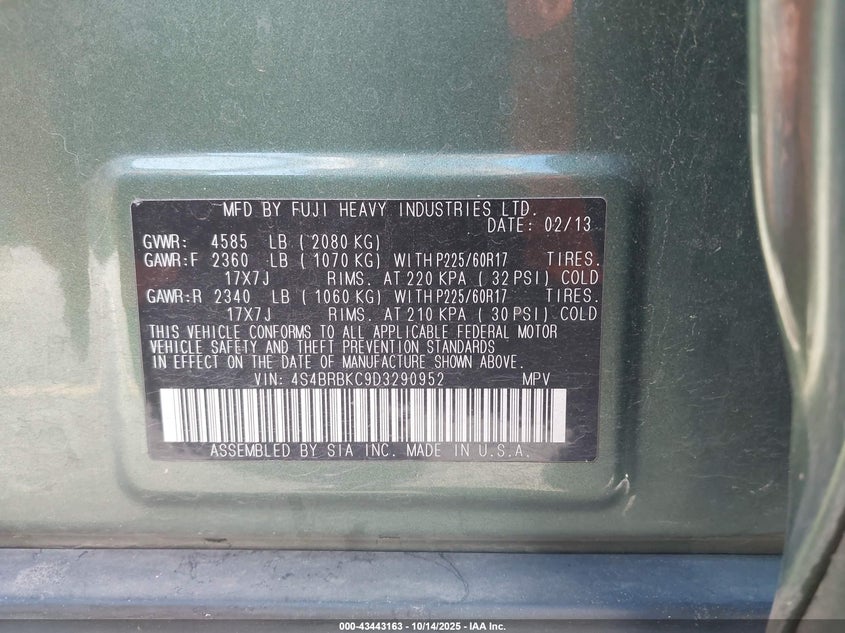 MFD BY FUJI HEAVY INDUSTRIES LTD.
DATE: 02/13
GVWR: 4585 LB ( 2080 KG)
GAWR:F 2360 LB ( 1070 KG) WITH P225/60R17 TIRES.
17X7J RIMS. AT 220 KPA ( 32 PSI) COLD
GAWR:R 2340 LB ( 1060 KG) WITH P225/60R17 TIRES.
17X7J RIMS. AT 210 KPA ( 30 PSI) COLD
THIS VEHICLE CONFORMS TO ALL APPLICABLE FEDERAL MOTOR
VEHICLE SAFETY AND THEFT PREVENTION STANDARDS
IN EFFECT ON THE DATE OF MANUFACTURE SHOWN ABOVE.
VIN: 4S4BRBKC9D3290952 MPV
ASSEMBLED BY SIA INC. MADE IN U.S.A.
000-43443163 - 10/14/2025 - IAA Inc.